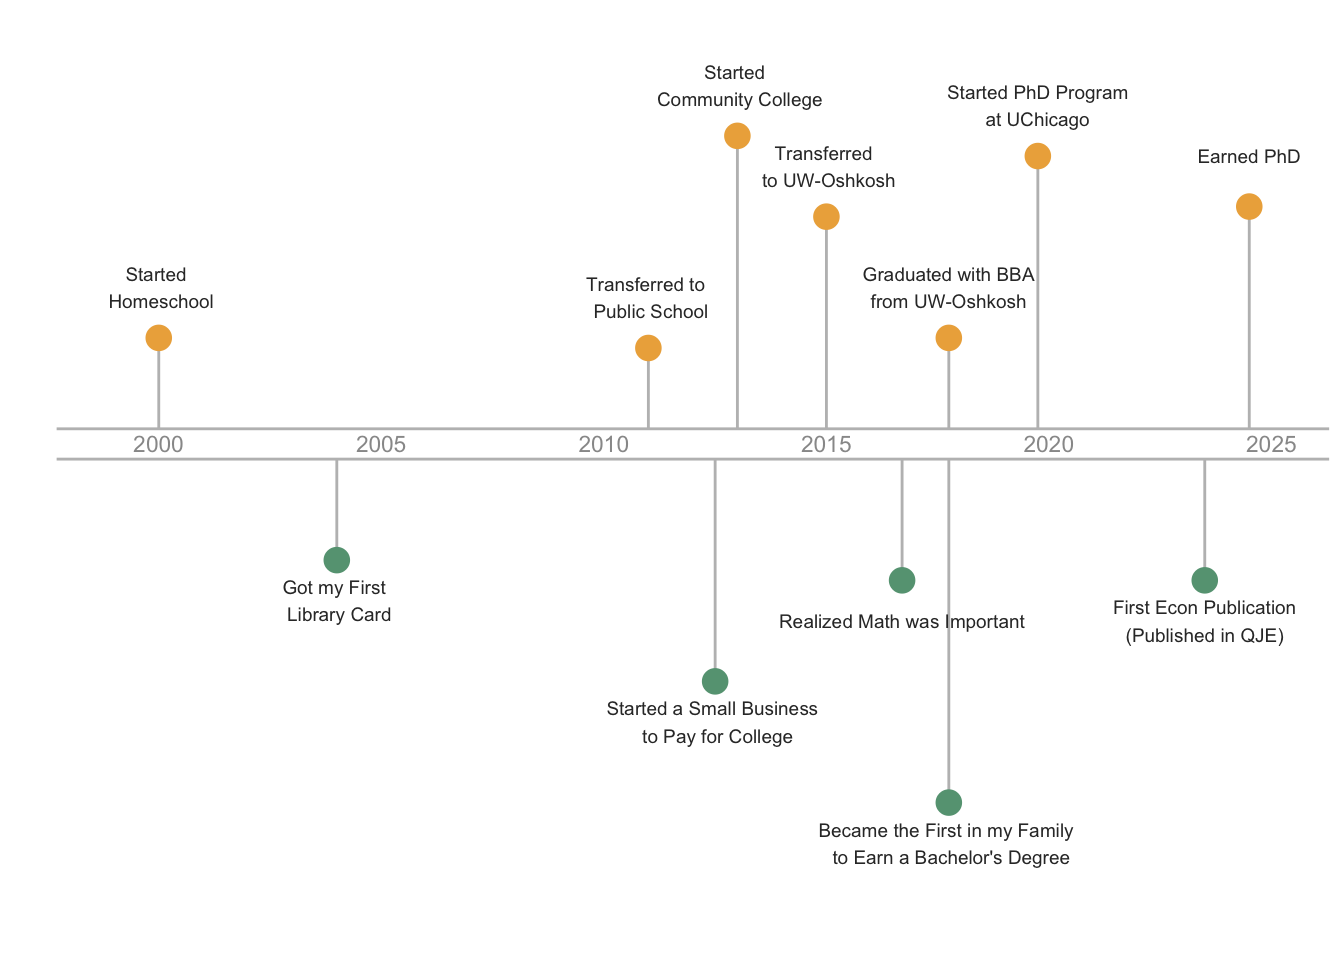 Started
Community College
Started PhD Program
at UChicago
Transferred
to UW-Oshkosh
Earned PhD
Started
Homeschool
Transferred to
Public School
Graduated with BBA
from UW-Oshkosh
2000 2005 2010 2015 2020 2025
Got my First
Library Card
Realized Math was Important
First Econ Publication
(Published in QJE)
Started a Small Business
to Pay for College
Became the First in my Family
to Earn a Bachelor's Degree